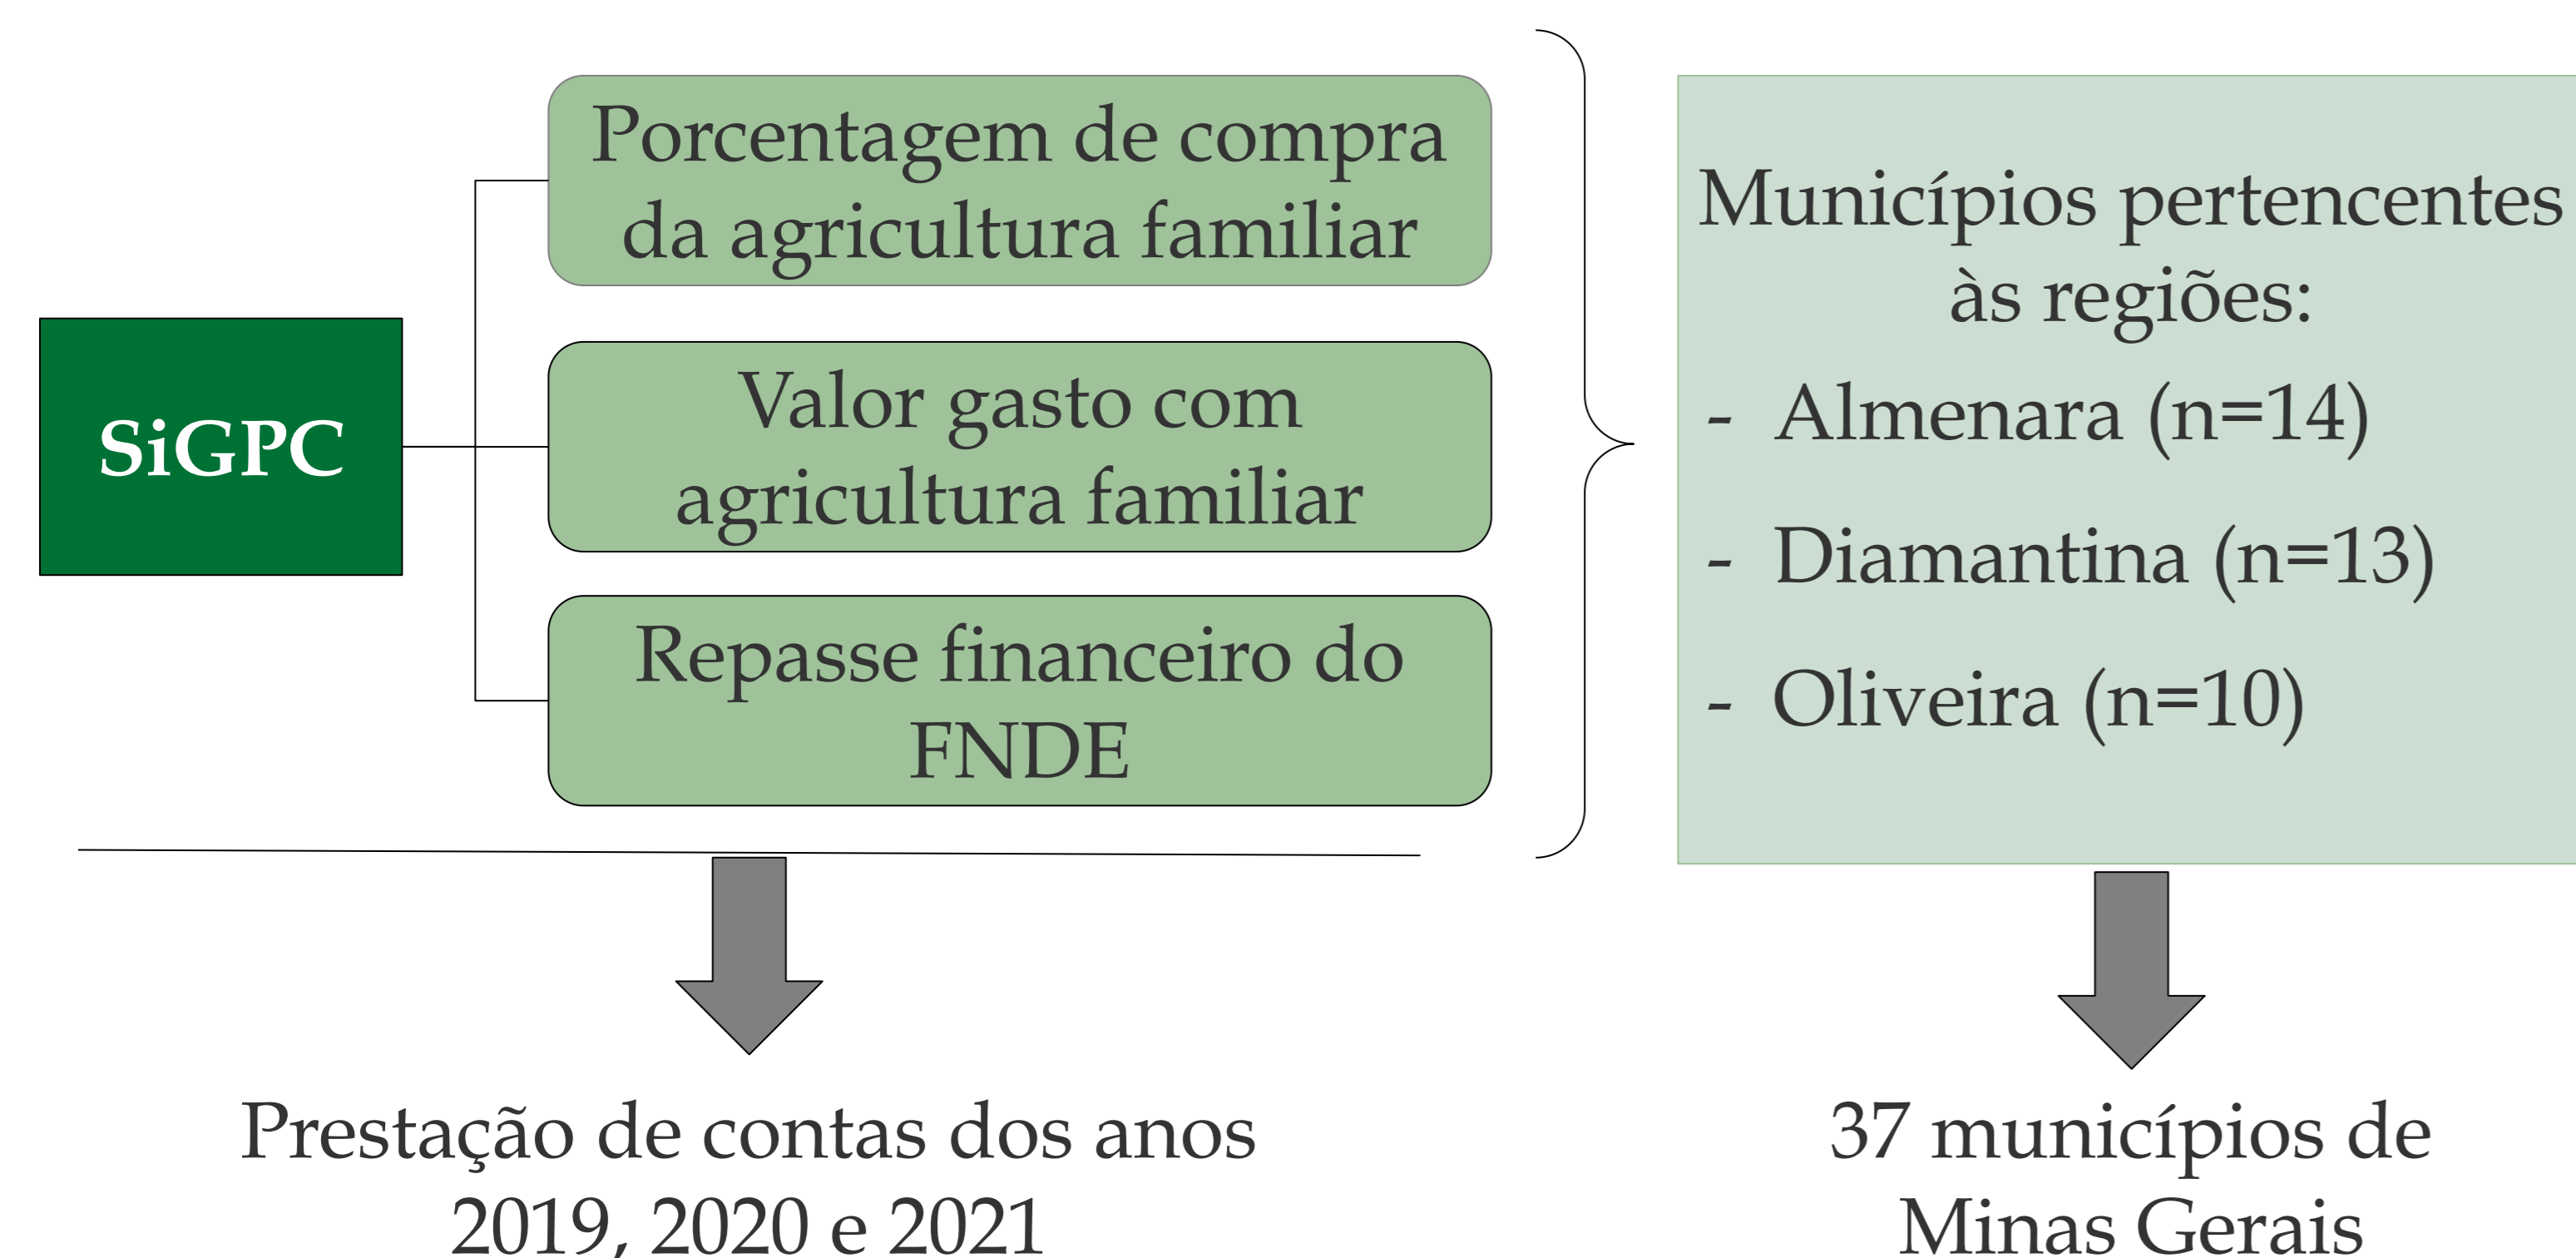 SiGPC
Porcentagem de compra
da agricultura familiar
Valor gasto com
agricultura familiar
Repasse financeiro do
FNDE
Municípios pertencentes
às regiões:
- Almenara (n=14)
- Diamantina (n=13)
- Oliveira (n=10)
Prestação de contas dos anos
2019, 2020 e 2021
37 municípios de
Minas Gerais